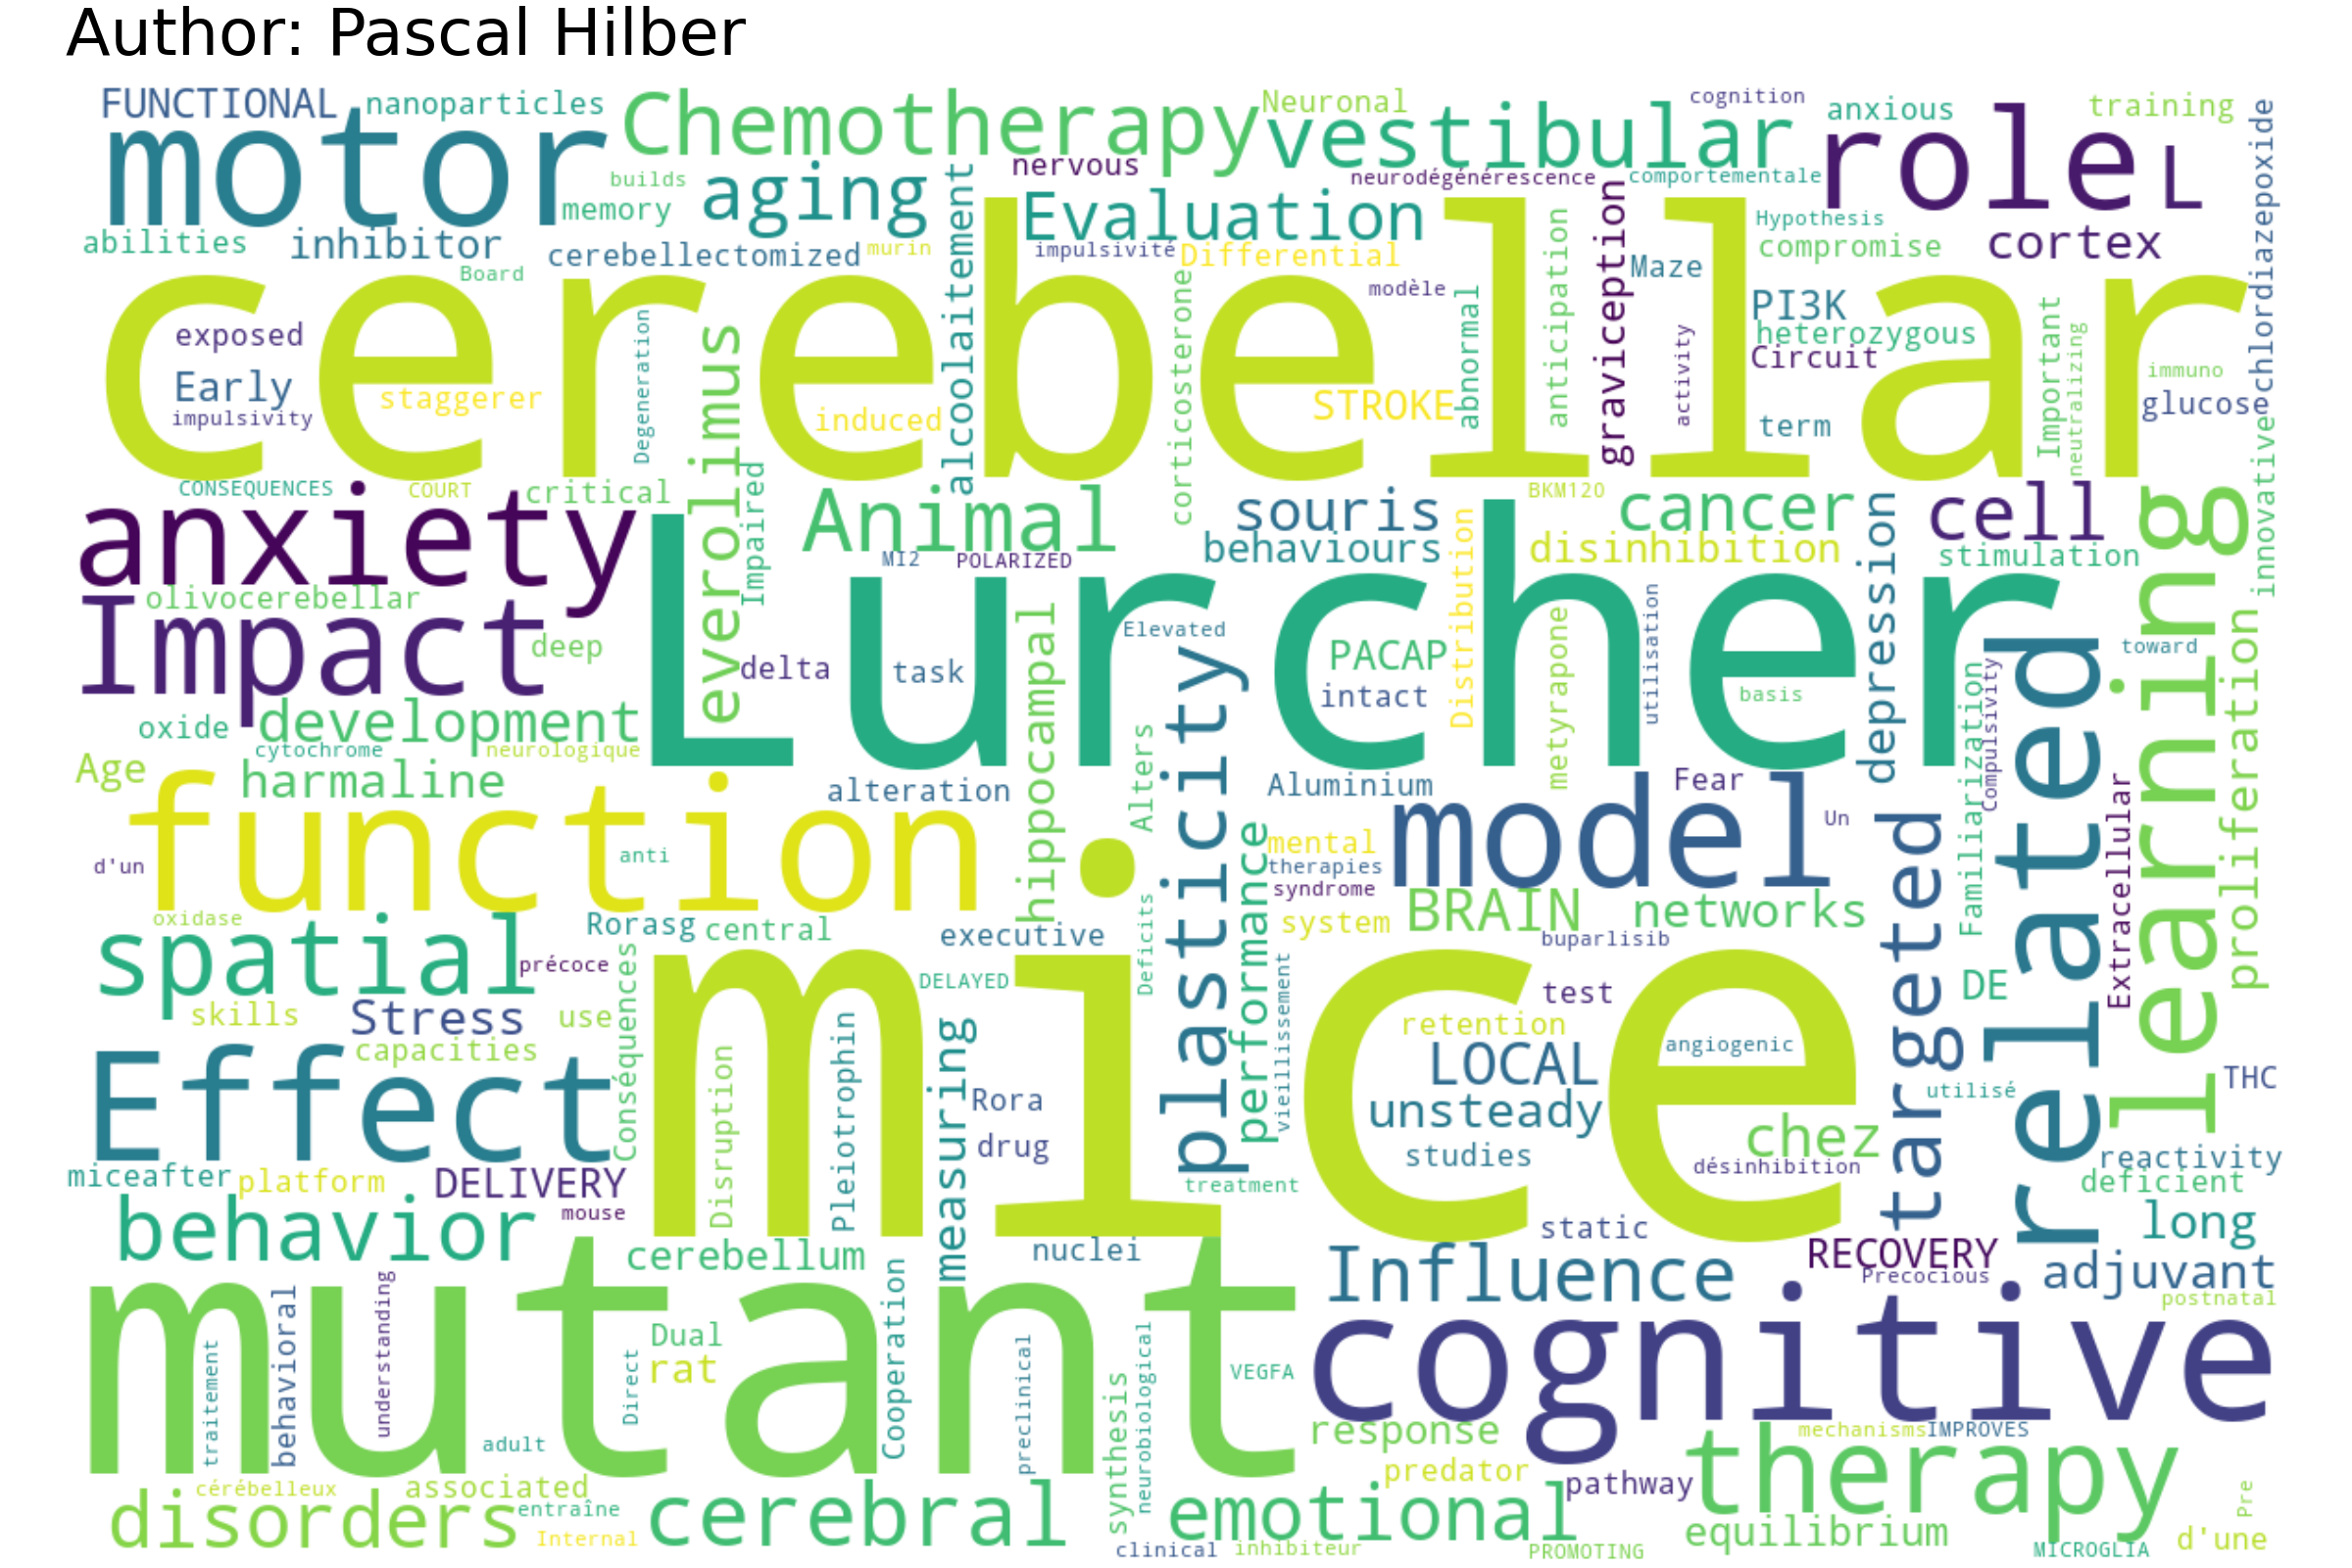 Author: Pascal Hilber
FUNCTIONAL
nanoparticles
Chemotherapy
Neuronal
cognition
anxious
training
motor
vestibular
role
L
chlordiazepoxide
nervous
builds
aging
neurodégénérescence
comportementale
memory
alcoolaitement
Evaluation
graviception
Hypothesis
abilities
inhibitor
cerebellectomized
murin
impulsivité
Differential
anticipation
compromise
cortex
Board
modèle
Maze
cerebellar
corticosterone
abnormal
PI3K
exposed
Degeneration
everolimus
activity
heterozygous
Circuit
Important
neutralizing
immuno
Early
staggerer
STROKE
glucose
impulsivity
induced
term
innovative
CONSEQUENCES
COURT
critical
Impaired
Animal
souris
BKM120
cancer
cell
anxiety
MI2
POLARIZED
behaviours
disinhibition
depression
stimulation
learning
olivocerebellar
Lurcher
Distribution
Impact
deep
hippocampal
Elevated
PACAP
metyrapone
utilisation
toward
delta
task
plasticity
intact
basis
Familiarization
Compulsivity
related
proliferation
oxide
development
cytochrome
neurologique
Alters
Age
harmaline
alteration
Aluminium
Fear
Extracellular
function
model
Un
d'un
anti
performance
mental
therapies
syndrome
targeted
oxidase
Rorasg
central
executive
Deficits
system
BRAIN
networks
spatial
précoce
Conséquences
DELAYED
buparlisib
vieillissement
test
DE
skills
Stress
use
mice
retention
capacities
Disruption
Pleiotrophin
measuring
LOCAL
angiogenic
Effect
Rora
unsteady
utilisé
THC
drug
studies
chez
miceafter
platform
DELIVERY
treatment
désinhibition
reactivity
deficient
behavior
mouse
static
long
cerebellum
nuclei
Influence
RECOVERY
Precocious
adjuvant
postnatal
mutant
behavioral
understanding
Cooperation
cognitive
traitement
Direct
Dual
rat
preclinical
synthesis
neurobiological
VEGFA
adult
response
mechanisms
IMPROVES
cérébelleux
associated
predator
pathway
therapy
disorders
entraîne
Internal
cerebral
emotional
equilibrium
Pre
d'une
clinical
inhibiteur
PROMOTING
MICROGLIA